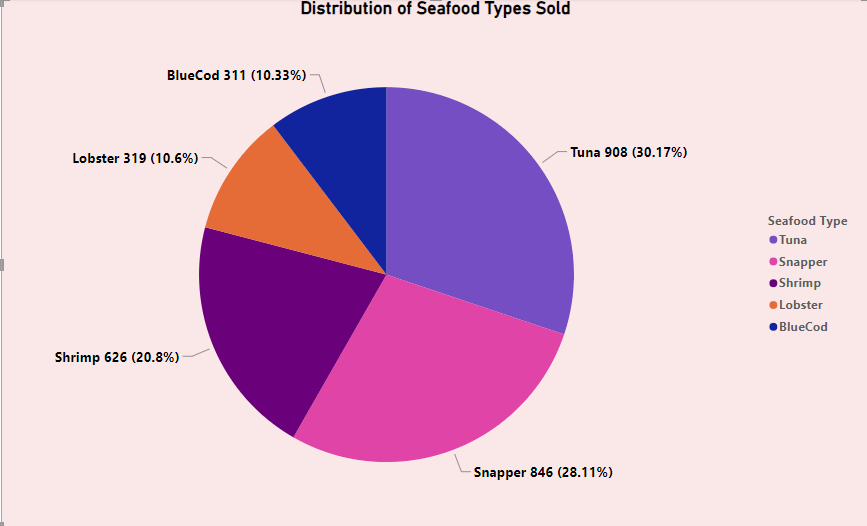 Distribution of Seafood Types Sold
BlueCod 311 (10.33%)
Tuna 908 (30.17%)
Lobster 319 (10.6%)
Shrimp 626 (20.8%)
Snapper 846 (28.11%)
Seafood Type
Tuna
Snapper
Shrimp
Lobster
BlueCod